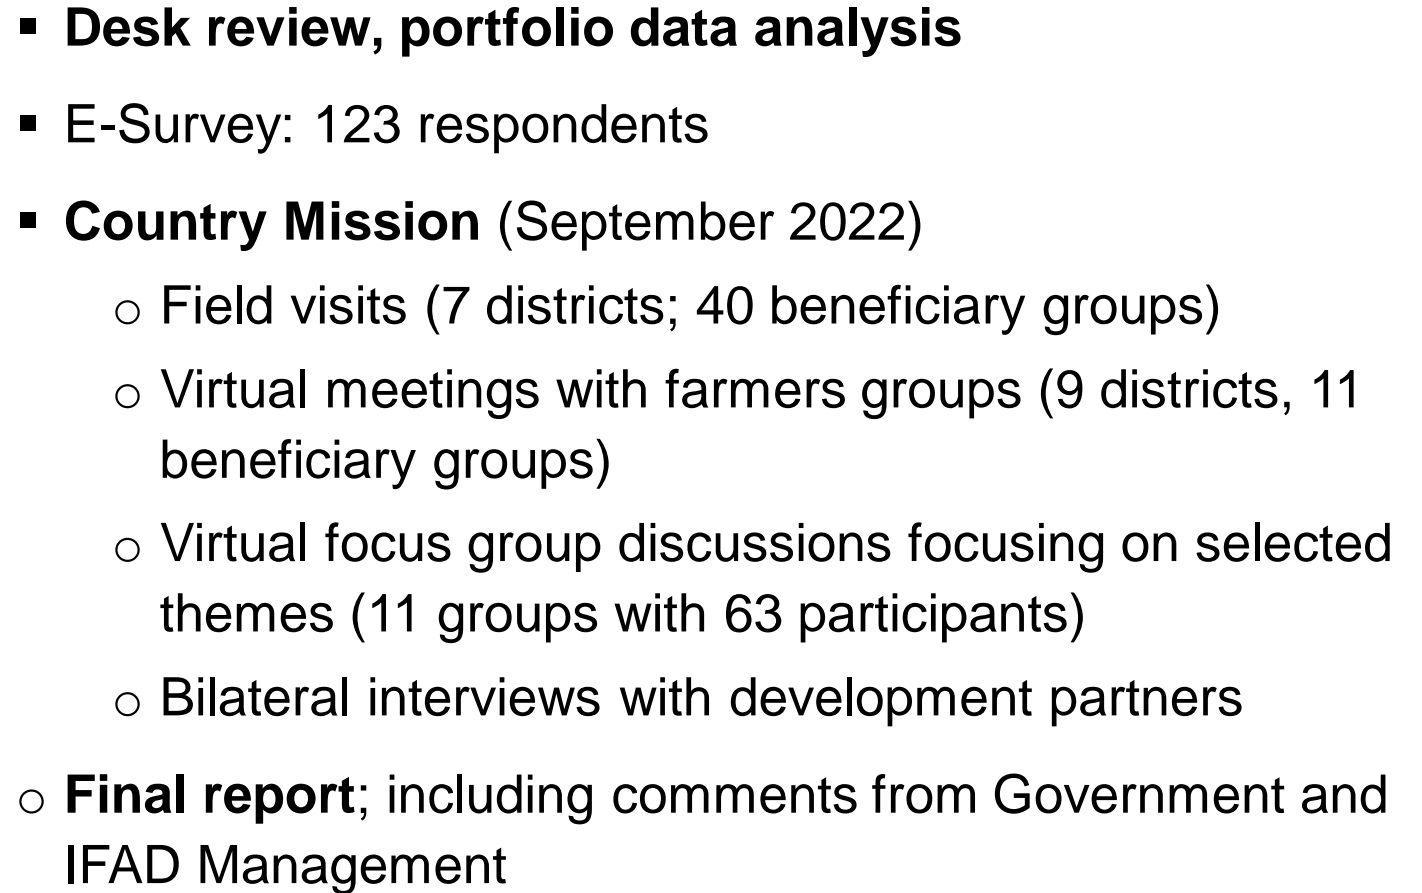 ▪ Desk review, portfolio data analysis
▪ E-Survey: 123 respondents
▪ Country Mission (September 2022)
o Field visits (7 districts; 40 beneficiary groups)
o Virtual meetings with farmers groups (9 districts, 11
beneficiary groups)
o Virtual focus group discussions focusing on selected
themes (11 groups with 63 participants)
o Bilateral interviews with development partners
o Final report; including comments from Government and
IFAD Management